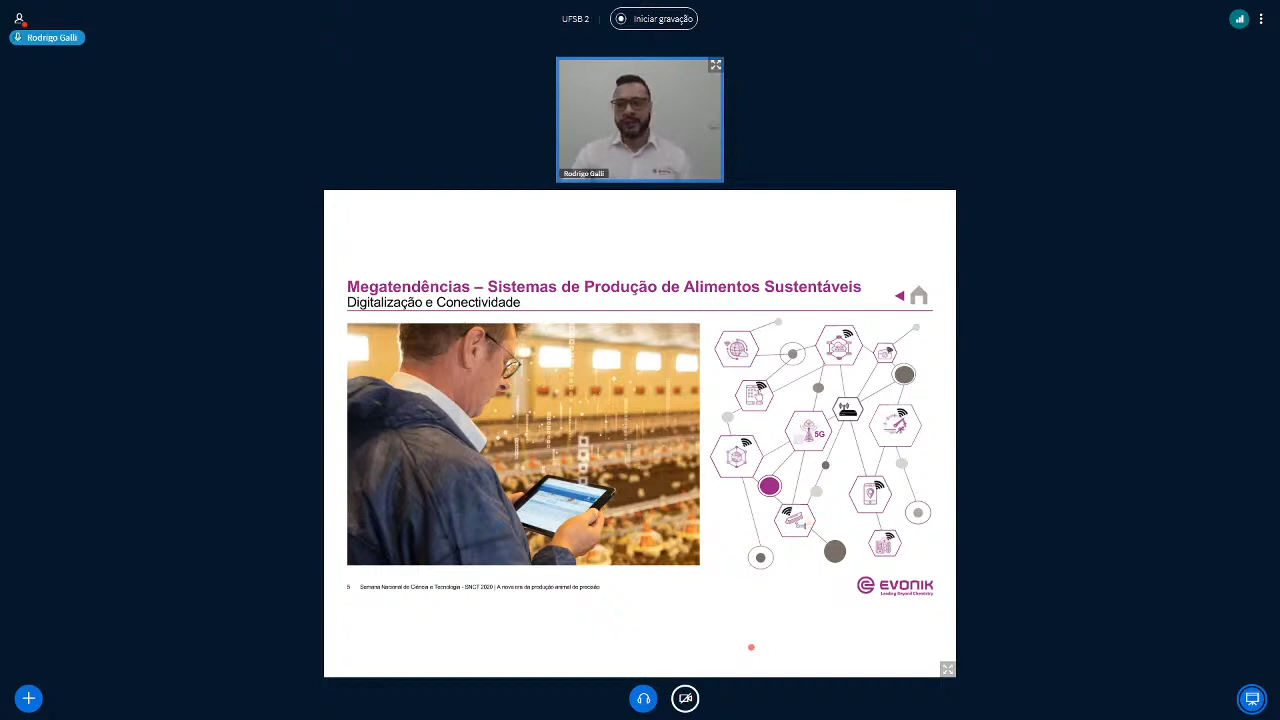 UFSB 2
Iniciar gravação
Rodrigo Galli
Rodrigo Galli
Megatendências – Sistemas de Produção de Alimentos Sustentáveis
Digitalização e Conectividade
5G
5 Semana Nacional de Ciência e Tecnologia - SNCT 2020 | A nova era da produção animal de precisão
EVONIK
Leading Beyond Chemistry